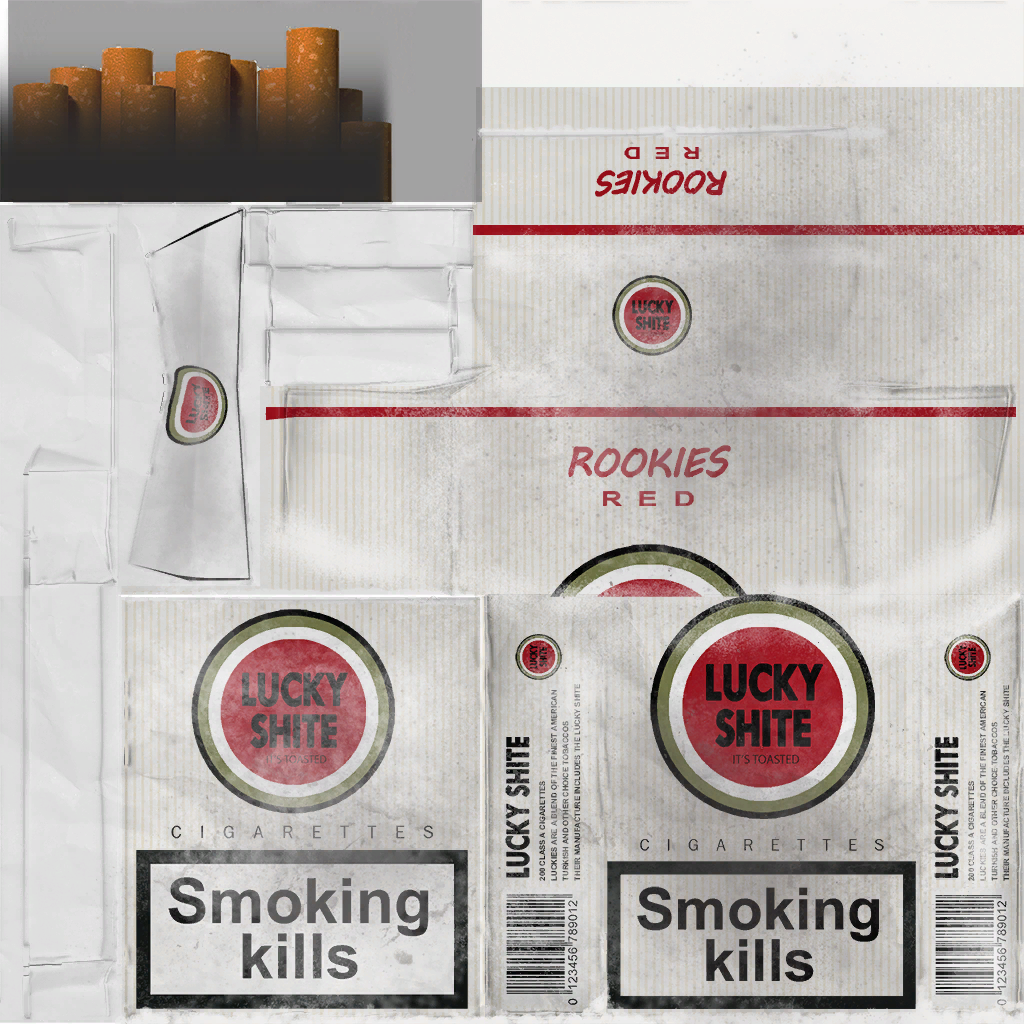 ROOKIES
RED
LUCKY
SHITE
LUCKY
SHITE
ROOKIES
RED
LUCKY
SHITE
IT'S TOASTED
CIGARETTES
Smoking
kills
LUCKY
SHITE
LUCKY SHITE
200 CLASS A CIGARETTES
LUCKIES ARE A BLEND OF THE FINEST AMERICAN
TURKISH AND OTHER CHOICE TOBACCOS
THEIR MANUFACTURE INCLUDES THE LUCKY SHITE
0 123456 789012
LUCKY
SHITE
IT'S TOASTED
CIGARETTES
Smoking
kills
LUCKY
SHITE
LUCKY SHITE
200 CLASS A CIGARETTES
LUCKIES ARE A BLEND OF THE FINEST AMERICAN
TURKISH AND OTHER CHOICE TOBACCOS
THEIR MANUFACTURE INCLUDES THE LUCKY SHITE
0 123456 789012